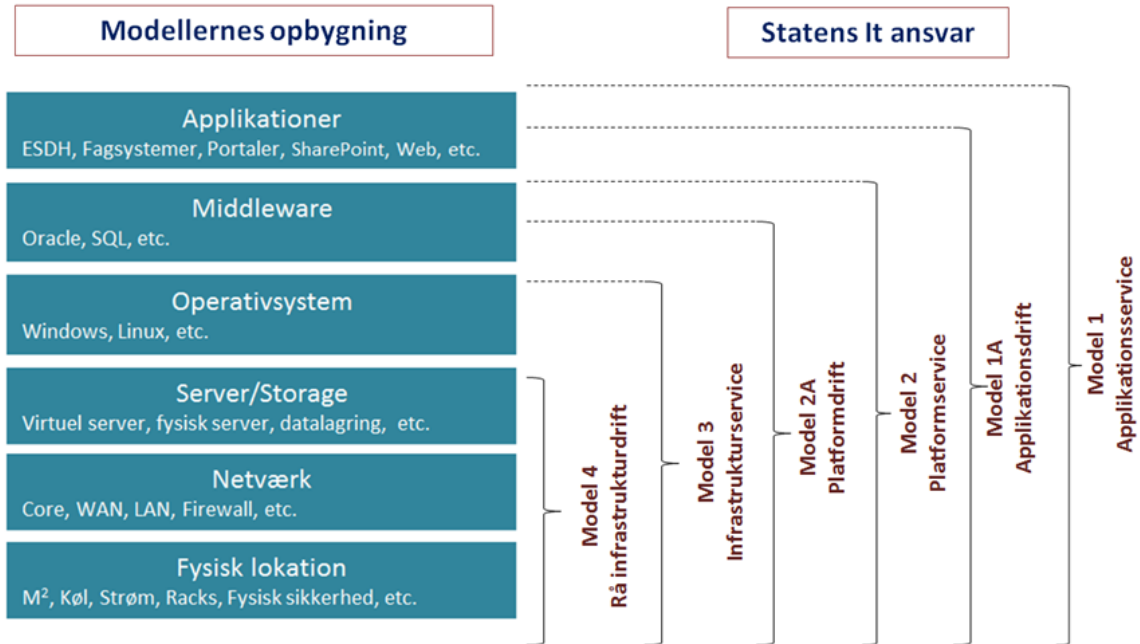 Modellernes opbygning
Statens It ansvar
Applikationer
ESDH, Fagsystemer, Portaler, SharePoint, Web, etc.
Middleware
Oracle, SQL, etc.
Operativsystem
Windows, Linux, etc.
Server/Storage
Virtuel server, fysisk server, datalagring, etc.
Netværk
Core, WAN, LAN, Firewall, etc.
Fysisk lokation
M², Køl, Strøm, Racks, Fysisk sikkerhed, etc.
Model 4
Rå infrastrukturdrift
Model 3
Infrastrukturservice
Model 2A
Platformdrift
Model 2
Platformservice
Model 1A
Applikationsdrift
Model 1
Applikationsservice